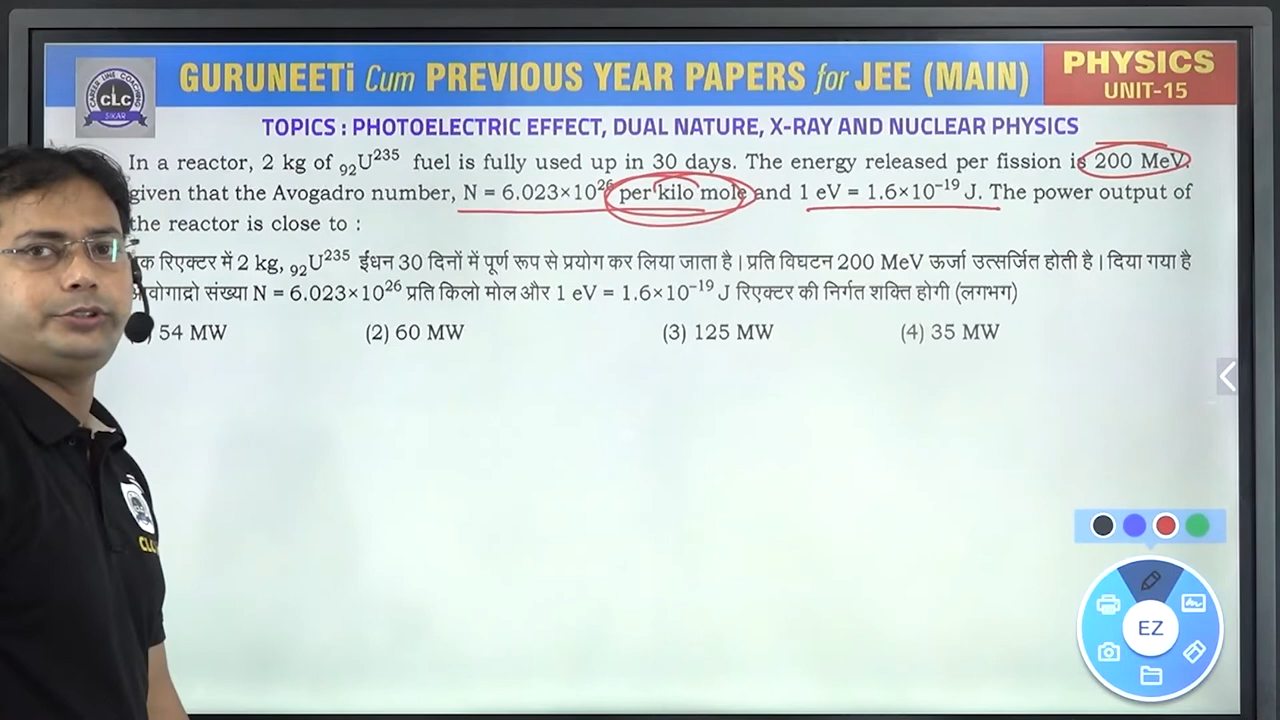 GURUNEETi Cum PREVIOUS YEAR PAPERS for JEE (MAIN)
PHYSICS
UNIT-15
CAREER LINE COACHING
CLC
SIKAR
TOPICS : PHOTOELECTRIC EFFECT, DUAL NATURE, X-RAY AND NUCLEAR PHYSICS
In a reactor, 2 kg of ₉₂U²³⁵ fuel is fully used up in 30 days. The energy released per fission is 200 MeV.
given that the Avogadro number, N = 6.023×10²⁶ per kilo mole and 1 eV = 1.6×10⁻¹⁹ J. The power output of
the reactor is close to :
रिएक्टर में 2 kg, ₉₂U²³⁵ ईंधन 30 दिनों में पूर्ण रूप से प्रयोग कर लिया जाता है। प्रति विघटन 200 MeV ऊर्जा उत्सर्जित होती है। दिया गया है
संख्या N = 6.023×10²⁶ प्रति किलो मोल और 1 eV = 1.6×10⁻¹⁹ J रिएक्टर की निर्गत शक्ति होगी (लगभग)
54 MW (2) 60 MW (3) 125 MW (4) 35 MW
EZ